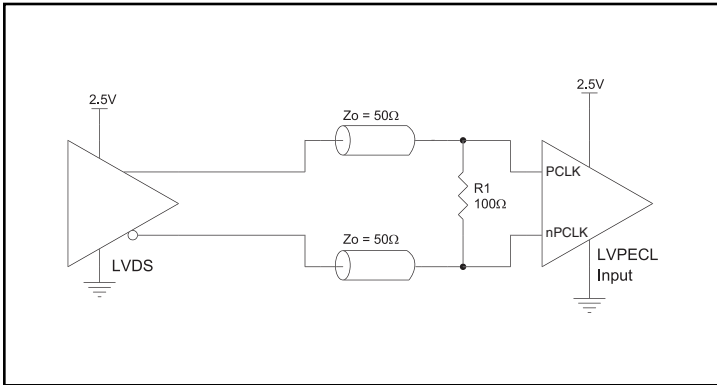 2.5V
2.5V
Zo = 50Ω
PCLK
R1
100Ω
nPCLK
Zo = 50Ω
LVDS
LVPECL
Input